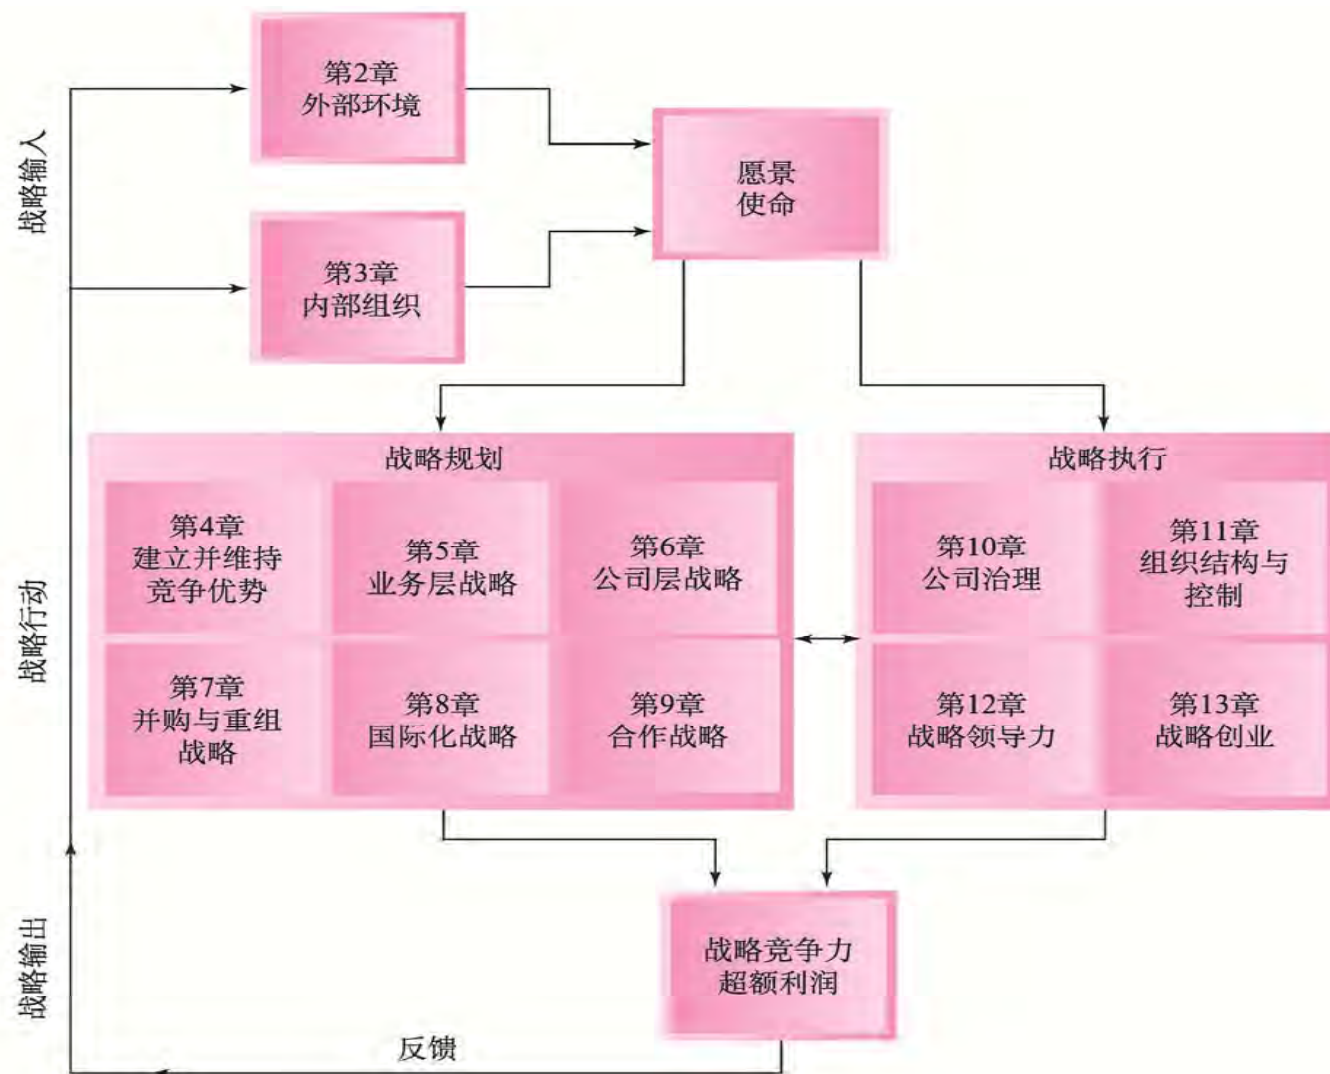 战略输入
第2章
外部环境
愿景
使命
第3章
内部组织
战略行动
战略规划
第4章
建立并维持
竞争优势
第5章
业务层战略
第6章
公司层战略
第7章
并购与重组
战略
第8章
国际化战略
第9章
合作战略
战略执行
第10章
公司治理
第11章
组织结构与
控制
第12章
战略领导力
第13章
战略创业
战略输出
战略竞争力
超额利润
反馈